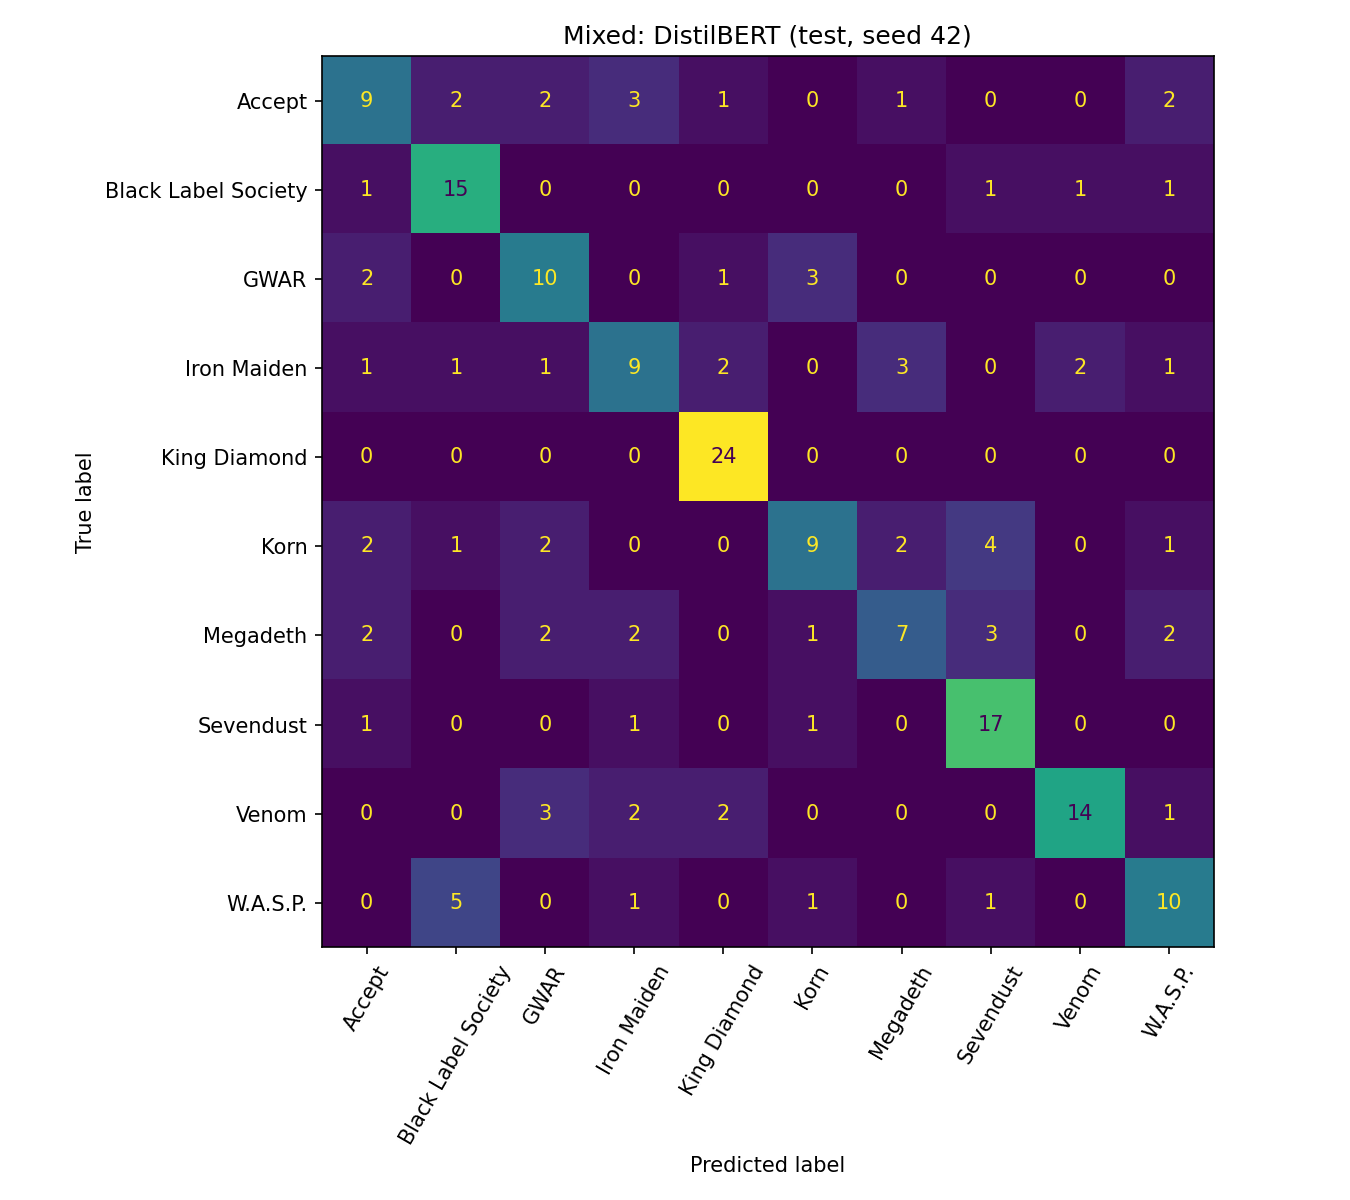 Mixed: DistilBERT (test, seed 42)
Accept 9 2 2 3 1 0 1 0 0 2
Black Label Society 1 15 0 0 0 0 0 1 1 1
GWAR 2 0 10 0 1 3 0 0 0 0
Iron Maiden 1 1 1 9 2 0 3 0 2 1
King Diamond 0 0 0 0 24 0 0 0 0 0
Korn 2 1 2 0 0 9 2 4 0 1
Megadeth 2 0 2 2 0 1 7 3 0 2
Sevendust 1 0 0 1 0 1 0 17 0 0
Venom 0 0 3 2 2 0 0 0 14 1
W.A.S.P. 0 5 0 1 0 1 0 1 0 10
True label
Accept
Black Label Society
GWAR
Iron Maiden
King Diamond
Korn
Megadeth
Sevendust
Venom
W.A.S.P.
Predicted label